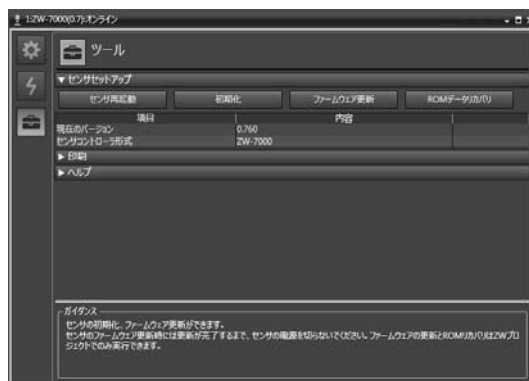 1:ZW-7000(0.7):オンライン
ツール
▼センサセットアップ
センサ再起動 初期化 ファームウェア更新 ROMデータリカバリ
項目 内容
現在のバージョン 0.760
センサコントローラ形式 ZW-7000
▶印刷
▶ヘルプ
ガイダンス
センサの初期化、ファームウェア更新ができます。
センサのファームウェア更新時には更新が完了するまで、センサの電源を切らないでください。ファームウェアの更新とROMリカバリはZWプロ
ジェクトでのみ実行できます。